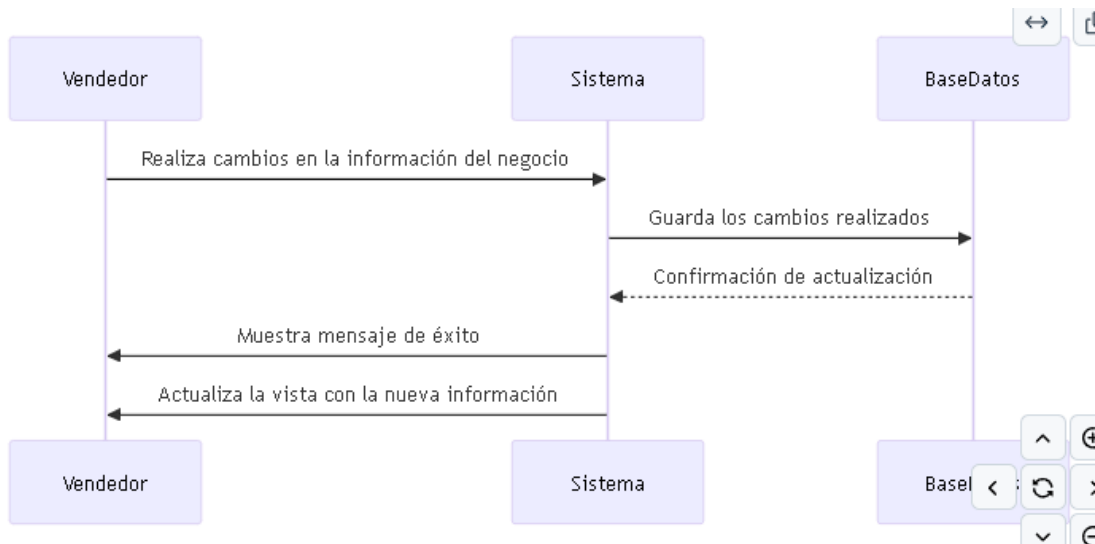 Vendedor
Sistema
BaseDatos
Realiza cambios en la información del negocio
Guarda los cambios realizados
Confirmación de actualización
Muestra mensaje de éxito
Actualiza la vista con la nueva información
Vendedor
Sistema